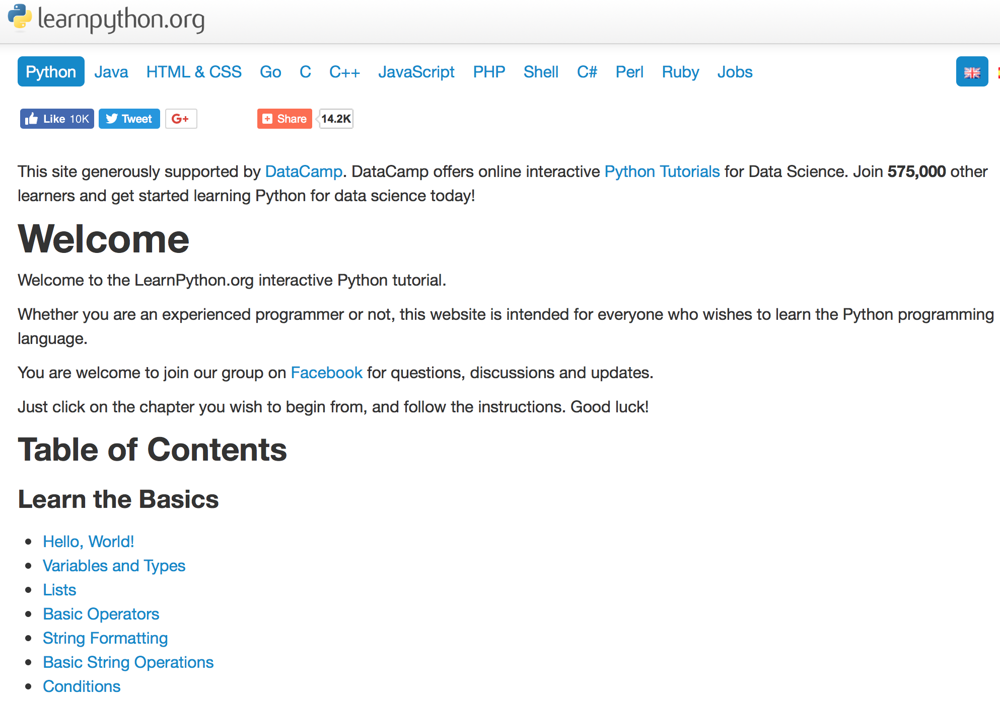 learnpython.org
Python Java HTML & CSS Go C C++ JavaScript PHP Shell C# Perl Ruby Jobs
Like 10K Tweet G+ Share 14.2K
This site generously supported by DataCamp. DataCamp offers online interactive Python Tutorials for Data Science. Join 575,000 other
learners and get started learning Python for data science today!
Welcome
Welcome to the LearnPython.org interactive Python tutorial.
Whether you are an experienced programmer or not, this website is intended for everyone who wishes to learn the Python programming
language.
You are welcome to join our group on Facebook for questions, discussions and updates.
Just click on the chapter you wish to begin from, and follow the instructions. Good luck!
Table of Contents
Learn the Basics
Hello, World!
Variables and Types
Lists
Basic Operators
String Formatting
Basic String Operations
Conditions